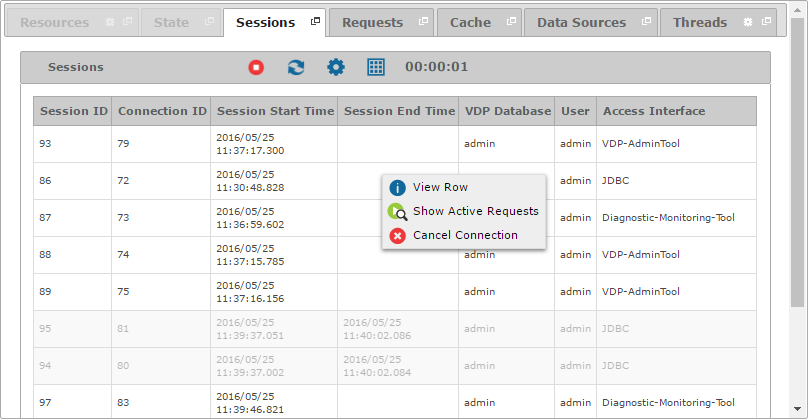 Resources State Sessions Requests Cache Data Sources Threads
Sessions 00:00:01
Session ID Connection ID Session Start Time Session End Time VDP Database User Access Interface
93 79 2016/05/25 11:37:17.300 admin admin VDP-AdminTool
86 72 2016/05/25 11:30:48.828 admin JDBC
87 73 2016/05/25 11:36:59.602 admin Diagnostic-Monitoring-Tool
88 74 2016/05/25 11:37:15.785 admin admin VDP-AdminTool
89 75 2016/05/25 11:37:16.156 admin admin VDP-AdminTool
95 81 2016/05/25 11:39:37.051 2016/05/25 11:40:02.086 admin admin JDBC
94 80 2016/05/25 11:39:37.002 2016/05/25 11:40:02.084 admin admin JDBC
97 83 2016/05/25 11:39:46.821 admin admin Diagnostic-Monitoring-Tool
View Row
Show Active Requests
Cancel Connection